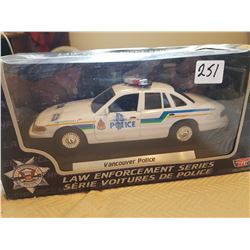 251
POLICE
Vancouver Police
LAW ENFORCEMENT SERIES
SÉRIE VOITURES DE POLICE